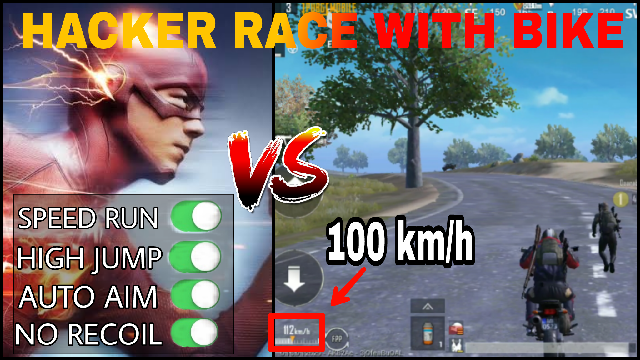 HACKER RACE WITH BIKE
VS
SPEED RUN
HIGH JUMP
AUTO AIM
NO RECOIL
100 km/h
112 km/h
FPP